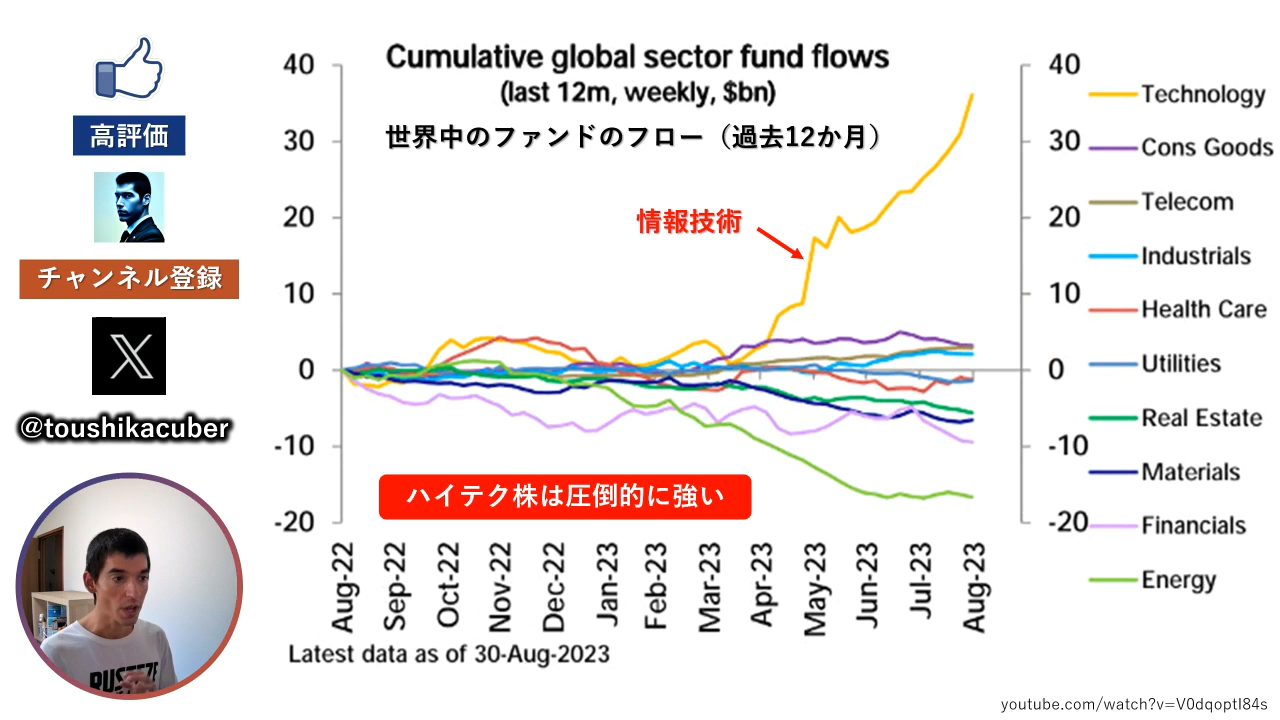 高評価
チャンネル登録
@toushikacuber
Cumulative global sector fund flows
(last 12m, weekly, $bn)
世界中のファンドのフロー（過去12か月）
情報技術
ハイテク株は圧倒的に強い
40
30
20
10
0
-10
-20
40
30
20
10
0
-10
-20
Aug-22
Sep-22
Oct-22
Nov-22
Dec-22
Jan-23
Feb-23
Mar-23
Apr-23
May-23
Jun-23
Jul-23
Aug-23
Technology
Cons Goods
Telecom
Industrials
Health Care
Utilities
Real Estate
Materials
Financials
Energy
Latest data as of 30-Aug-2023
youtube.com/watch?v=V0dqoptI84s